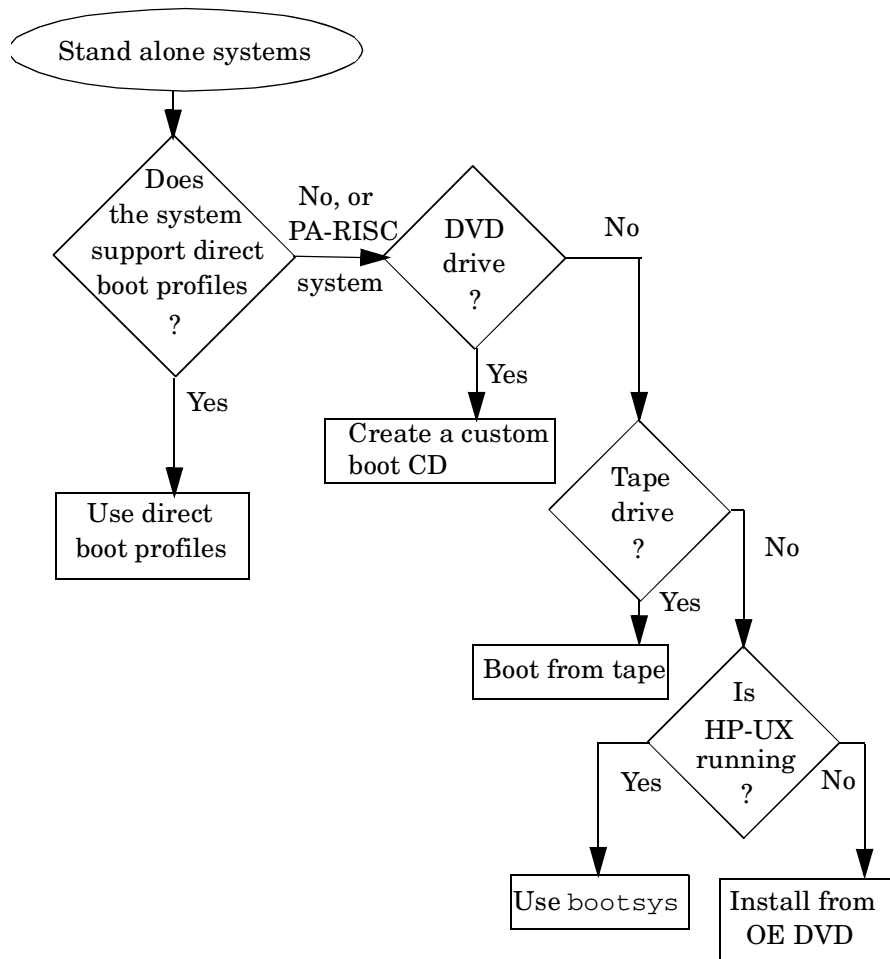 Stand alone systems
Does
the system
support direct
boot profiles
?
No, or
PA-RISC
system
DVD
drive
?
No
Yes
Yes
Create a custom
boot CD
Use direct
boot profiles
Tape
drive
?
No
Yes
Boot from tape
Is
HP-UX
running
?
Yes
No
Use bootsys
Install from
OE DVD